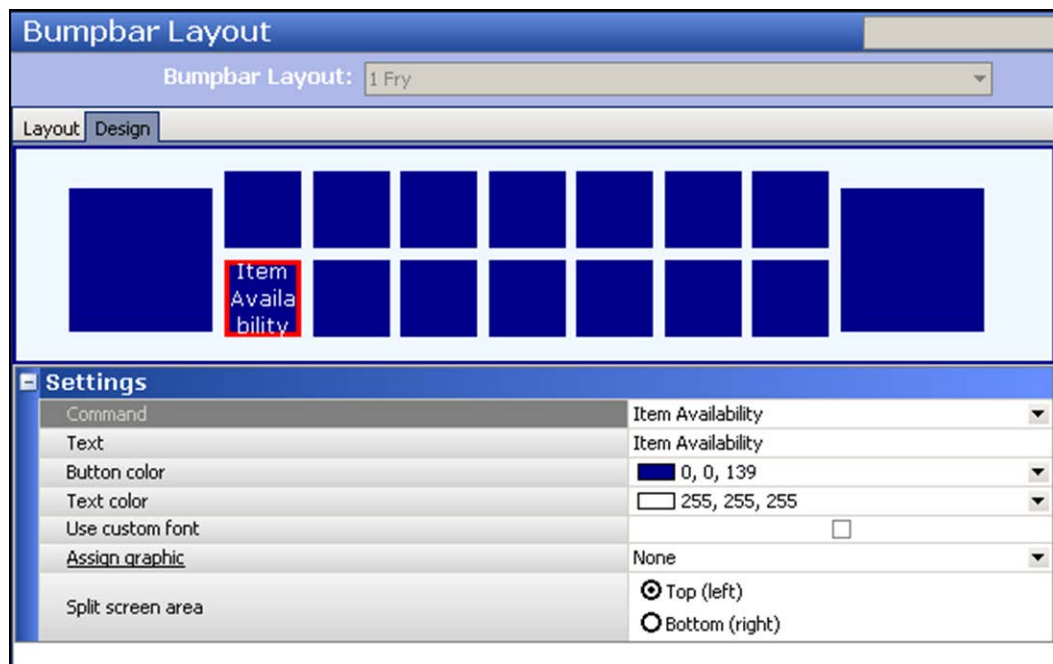 Bumpbar Layout
Bumpbar Layout: 1 Fry
Layout Design
Item
Availa
bility
Settings
Command Item Availability
Text Item Availability
Button color 0, 0, 139
Text color 255, 255, 255
Use custom font
Assign graphic None
Split screen area
Top (left)
Bottom (right)